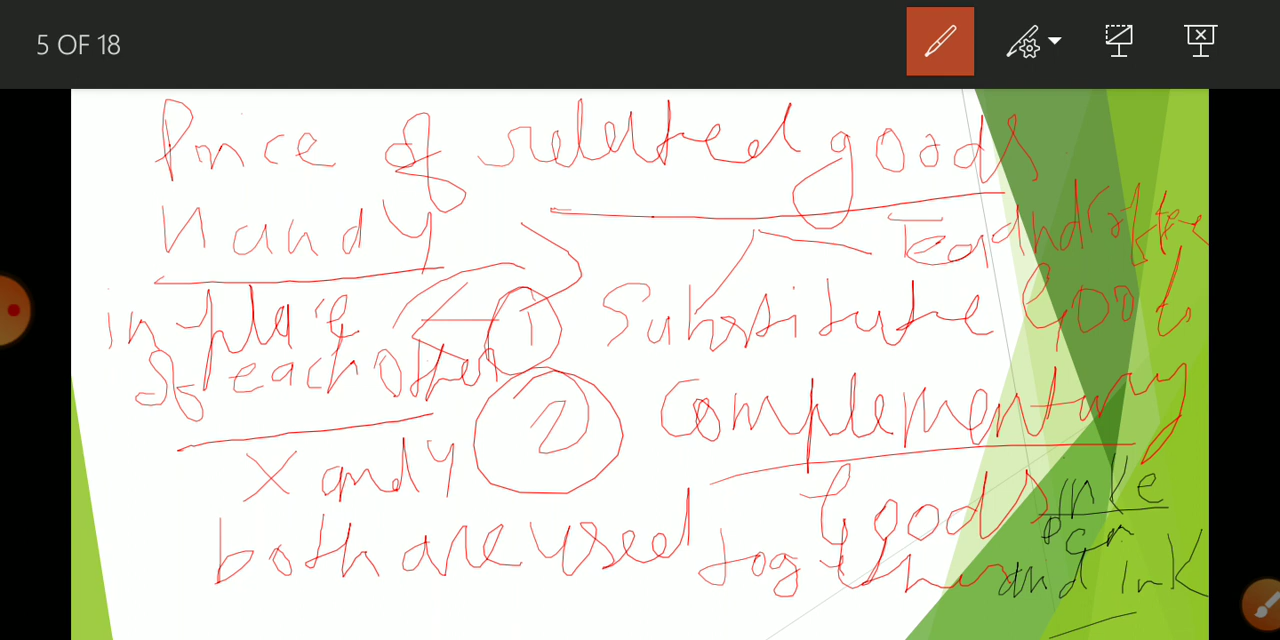 5 OF 18
Price of related goods
X and Y
Tea and Coffee
in place
of each other
1 Substitute Goods
2 Complementary
goods
X and Y
both are used together
ink
pen
and ink